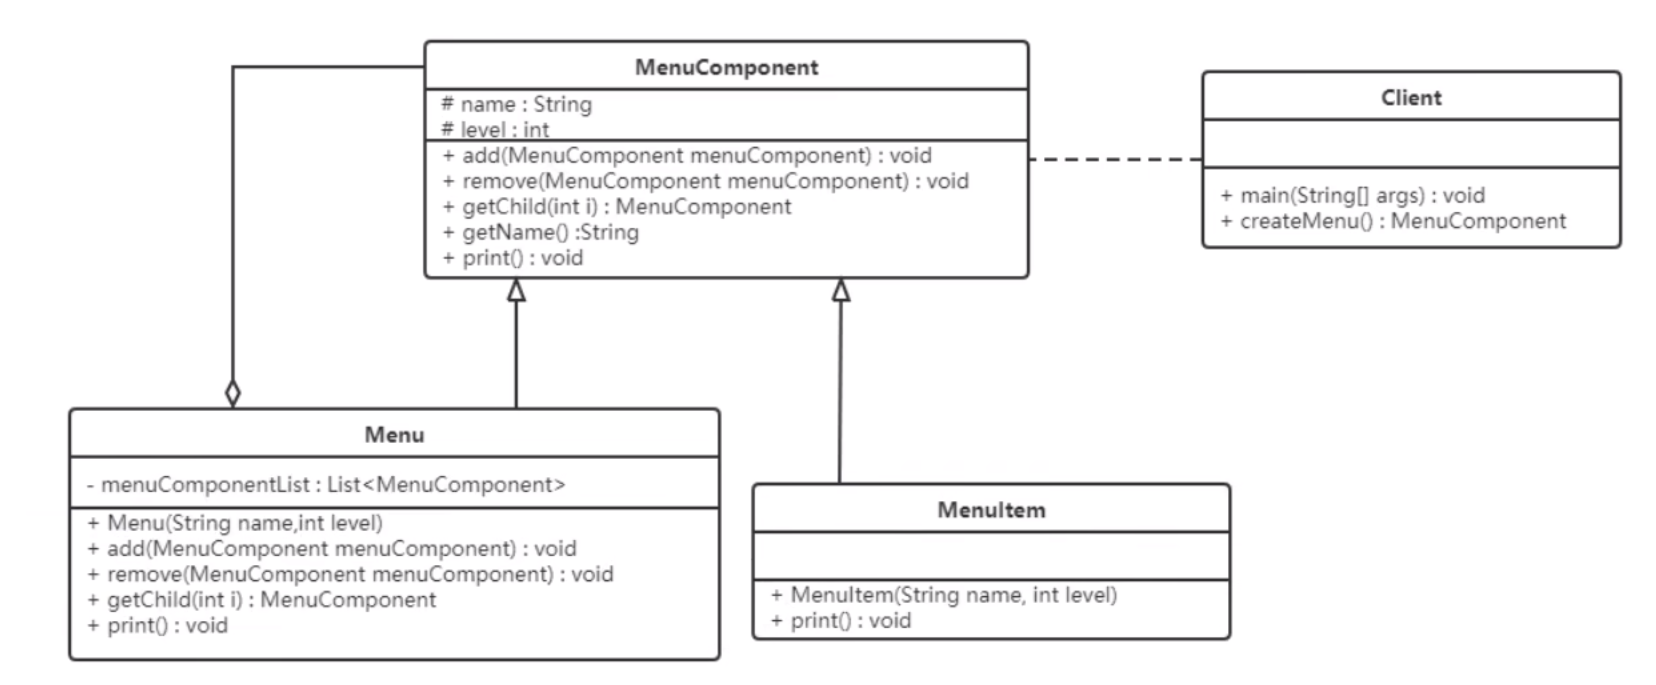 MenuComponent
# name : String
# level : int
+ add(MenuComponent menuComponent) : void
+ remove(MenuComponent menuComponent) : void
+ getChild(int i) : MenuComponent
+ getName() :String
+ print() : void
Client
+ main(String[] args) : void
+ createMenu() : MenuComponent
Menu
- menuComponentList : List<MenuComponent>
+ Menu(String name,int level)
+ add(MenuComponent menuComponent) : void
+ remove(MenuComponent menuComponent) : void
+ getChild(int i) : MenuComponent
+ print() : void
MenuItem
+ MenuItem(String name, int level)
+ print() : void